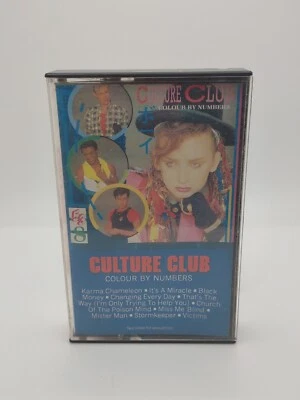 CULTURE CLUB
COLOUR BY NUMBERS
CULTURE CLUB
COLOUR BY NUMBERS
Karma Chameleon • It's A Miracle • Black
Money • Changing Every Day • That's The
Way (I'm Only Trying To Help You) • Church
Of The Poison Mind • Miss Me Blind •
Mister Man • Stormkeeper • Victims